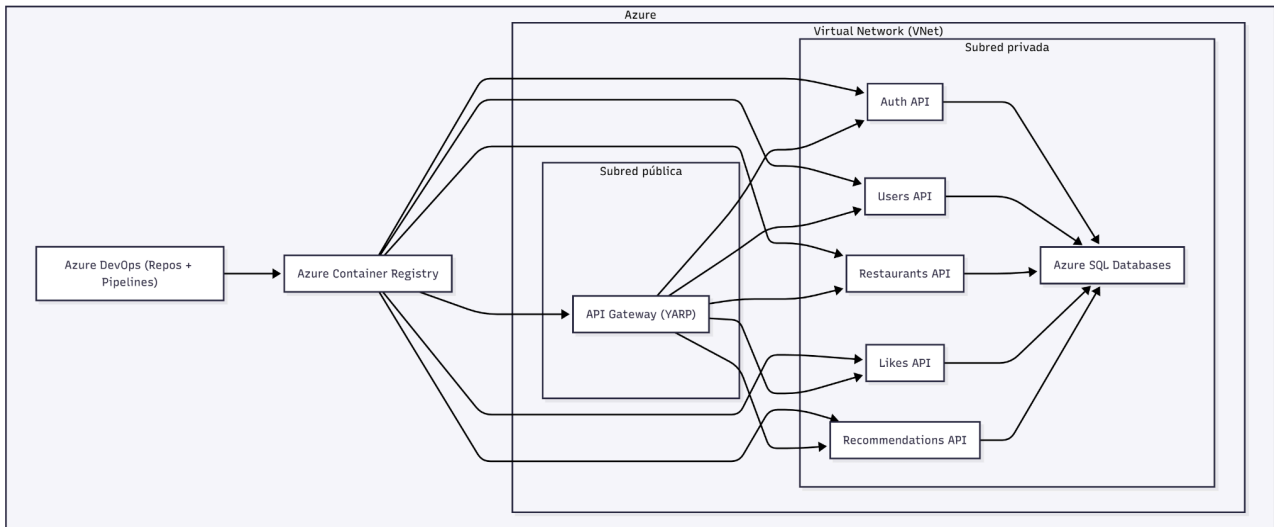 Azure
Virtual Network (VNet)
Subred privada
Auth API
Subred pública
Users API
Azure DevOps (Repos +
Pipelines)
Azure Container Registry
Restaurants API
Azure SQL Databases
API Gateway (YARP)
Likes API
Recommendations API